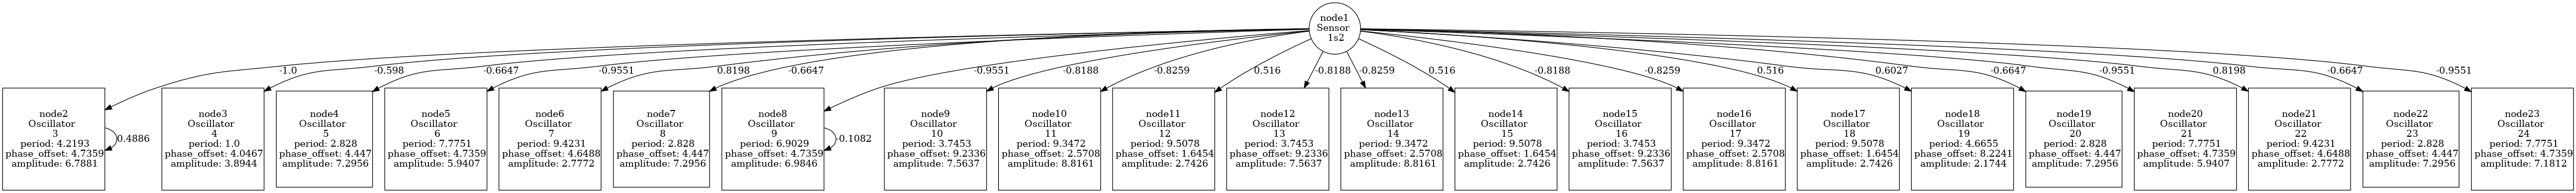 node1
Sensor
1s2
-1.0
-0.598
-0.6647
-0.9551
0.8198
-0.6647
-0.9551
-0.8188
-0.8259
0.516
-0.8188
-0.8259
0.516
-0.8188
-0.8259
0.516
0.6027
-0.6647
-0.9551
0.8198
-0.6647
-0.9551
node2
Oscillator
3
period: 4.2193
phase_offset: 4.7359
amplitude: 6.7881
0.4886
node3
Oscillator
4
period: 1.0
phase_offset: 4.0467
amplitude: 3.8944
node4
Oscillator
5
period: 2.828
phase_offset: 4.447
amplitude: 7.2956
node5
Oscillator
6
period: 7.7751
phase_offset: 4.7359
amplitude: 5.9407
node6
Oscillator
7
period: 9.4231
phase_offset: 4.6488
amplitude: 2.7772
node7
Oscillator
8
period: 2.828
phase_offset: 4.447
amplitude: 7.2956
node8
Oscillator
9
period: 6.9029
phase_offset: 4.7359
amplitude: 6.9846
-0.1082
node9
Oscillator
10
period: 3.7453
phase_offset: 9.2336
amplitude: 7.5637
node10
Oscillator
11
period: 9.3472
phase_offset: 2.5708
amplitude: 8.8161
node11
Oscillator
12
period: 9.5078
phase_offset: 1.6454
amplitude: 2.7426
node12
Oscillator
13
period: 3.7453
phase_offset: 9.2336
amplitude: 7.5637
node13
Oscillator
14
period: 9.3472
phase_offset: 2.5708
amplitude: 8.8161
node14
Oscillator
15
period: 9.5078
phase_offset: 1.6454
amplitude: 2.7426
node15
Oscillator
16
period: 3.7453
phase_offset: 9.2336
amplitude: 7.5637
node16
Oscillator
17
period: 9.3472
phase_offset: 2.5708
amplitude: 8.8161
node17
Oscillator
18
period: 9.5078
phase_offset: 1.6454
amplitude: 2.7426
node18
Oscillator
19
period: 4.6655
phase_offset: 8.2241
amplitude: 2.1744
node19
Oscillator
20
period: 2.828
phase_offset: 4.447
amplitude: 7.2956
node20
Oscillator
21
period: 7.7751
phase_offset: 4.7359
amplitude: 5.9407
node21
Oscillator
22
period: 9.4231
phase_offset: 4.6488
amplitude: 2.7772
node22
Oscillator
23
period: 2.828
phase_offset: 4.447
amplitude: 7.2956
node23
Oscillator
24
period: 7.7751
phase_offset: 4.7359
amplitude: 7.1812